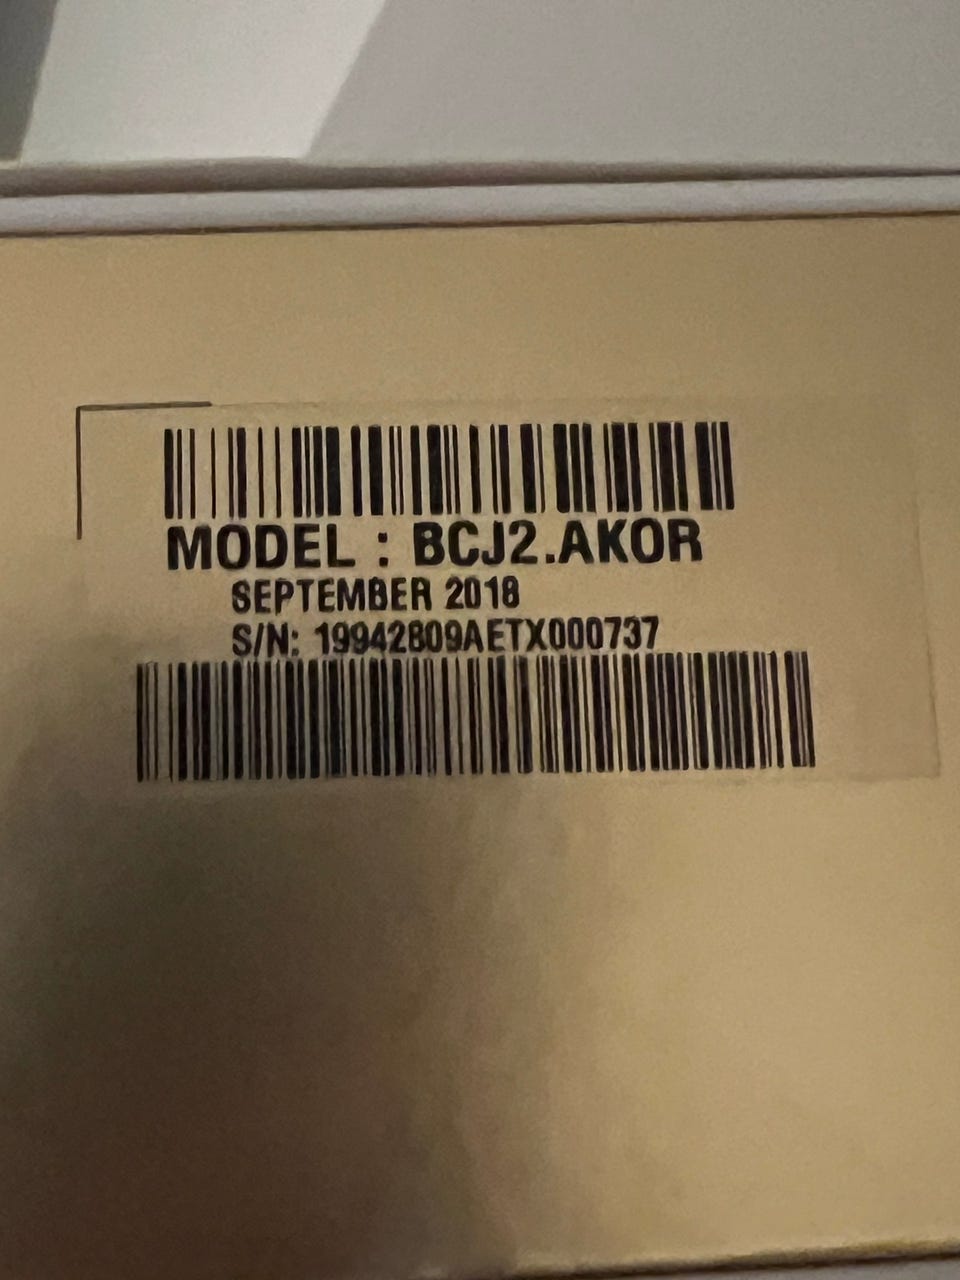 MODEL : BCJ2.AKOR
SEPTEMBER 2018
S/N: 19942809AETX000737